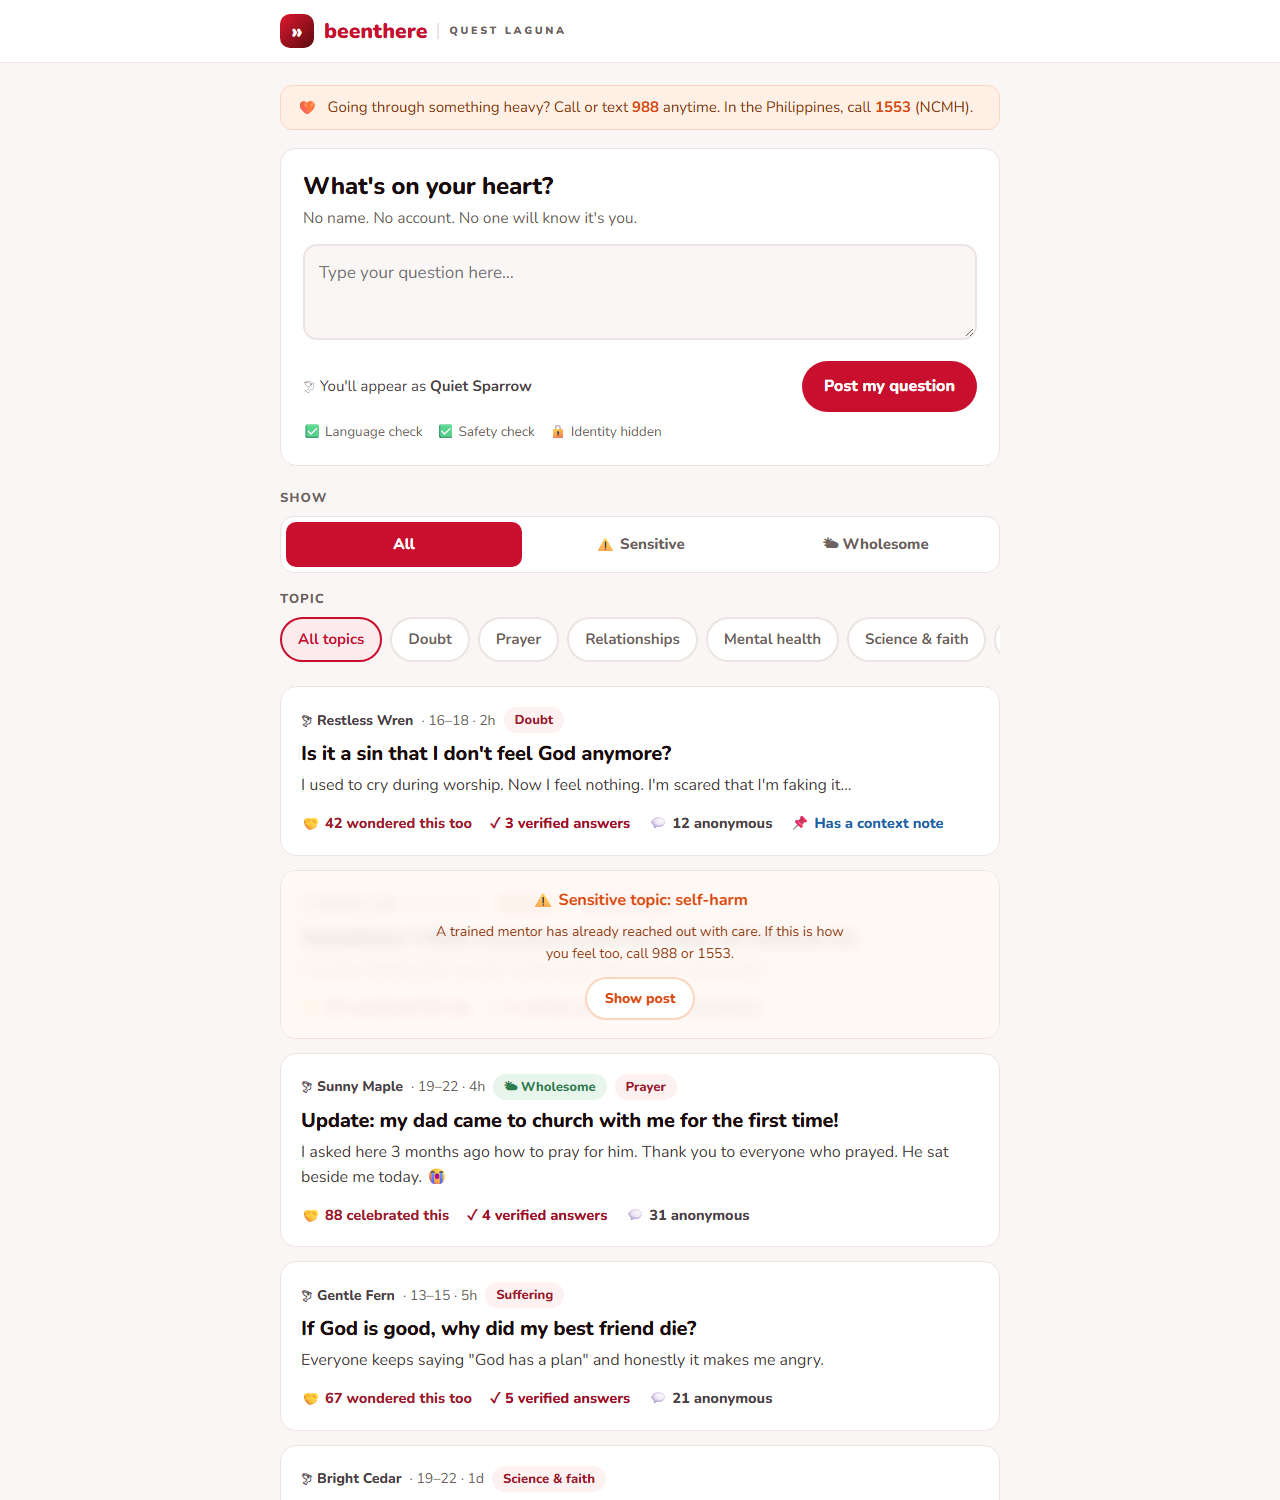 beenthere QUEST LAGUNA
Going through something heavy? Call or text 988 anytime. In the Philippines, call 1553 (NCMH).
What's on your heart?
No name. No account. No one will know it's you.
Type your question here...
You'll appear as Quiet Sparrow
Post my question
Language check Safety check Identity hidden
SHOW
All Sensitive Wholesome
TOPIC
All topics Doubt Prayer Relationships Mental health Science & faith
Restless Wren · 16–18 · 2h Doubt
Is it a sin that I don't feel God anymore?
I used to cry during worship. Now I feel nothing. I'm scared that I'm faking it...
42 wondered this too ✓ 3 verified answers 12 anonymous Has a context note
Sensitive topic: self-harm
A trained mentor has already reached out with care. If this is how
you feel too, call 988 or 1553.
Show post
Sunny Maple · 19–22 · 4h Wholesome Prayer
Update: my dad came to church with me for the first time!
I asked here 3 months ago how to pray for him. Thank you to everyone who prayed. He sat
beside me today. 😭
88 celebrated this ✓ 4 verified answers 31 anonymous
Gentle Fern · 13–15 · 5h Suffering
If God is good, why did my best friend die?
Everyone keeps saying "God has a plan" and honestly it makes me angry.
67 wondered this too ✓ 5 verified answers 21 anonymous
Bright Cedar · 19–22 · 1d Science & faith